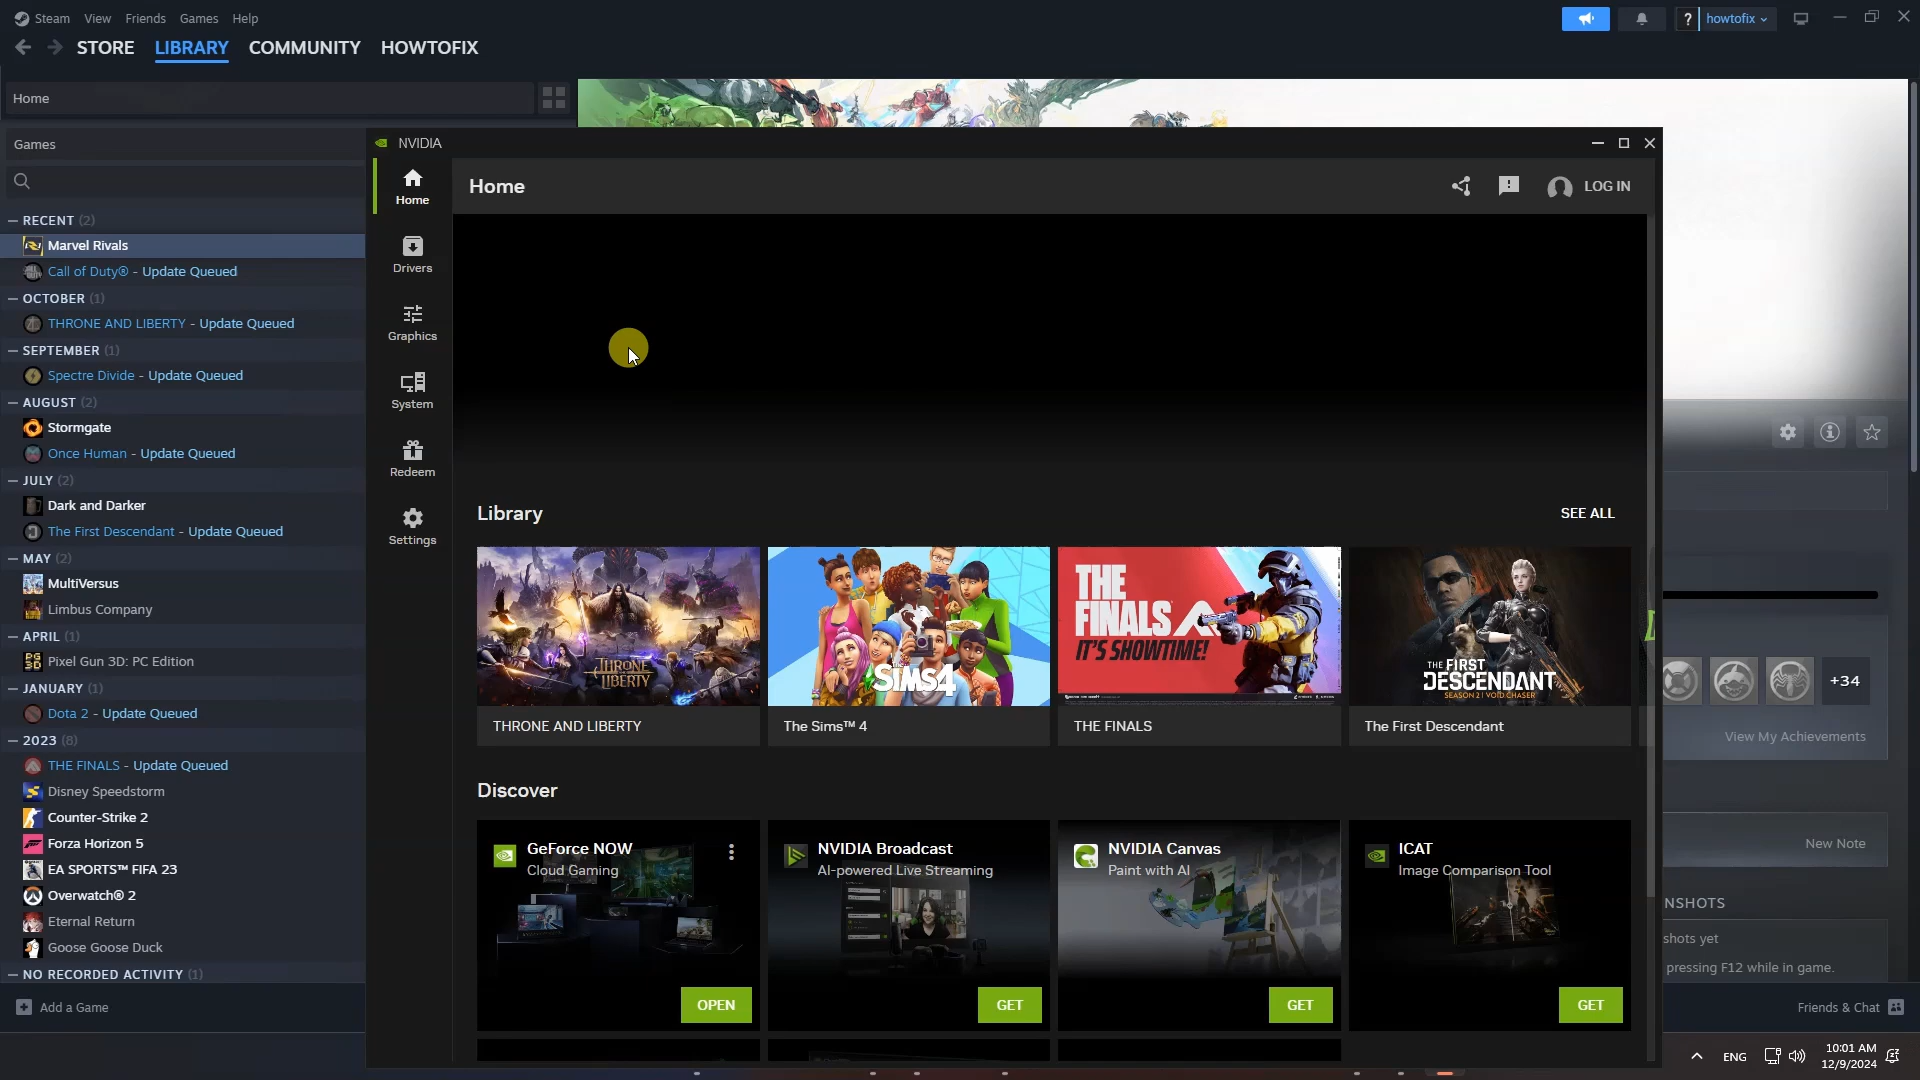 Steam View Friends Games Help
howtofix
STORE LIBRARY COMMUNITY HOWTOFIX
Home
Games
— RECENT (2)
Marvel Rivals
Call of Duty® - Update Queued
— OCTOBER (1)
THRONE AND LIBERTY - Update Queued
— SEPTEMBER (1)
Spectre Divide - Update Queued
— AUGUST (2)
Stormgate
Once Human - Update Queued
— JULY (2)
Dark and Darker
The First Descendant - Update Queued
— MAY (2)
MultiVersus
Limbus Company
— APRIL (1)
Pixel Gun 3D: PC Edition
— JANUARY (1)
Dota 2 - Update Queued
— 2023 (8)
THE FINALS - Update Queued
Disney Speedstorm
Counter-Strike 2
Forza Horizon 5
EA SPORTS™ FIFA 23
Overwatch® 2
Eternal Return
Goose Goose Duck
— NO RECORDED ACTIVITY (1)
Add a Game
NVIDIA
Home
Drivers
Graphics
System
Redeem
Settings
Home
LOG IN
Library
SEE ALL
THRONE AND LIBERTY
THE SIMS 4
THE FINALS
IT'S SHOWTIME!
THE FIRST DESCENDANT
SEASON 2 | VOID CHASER
THRONE AND LIBERTY
The Sims™ 4
THE FINALS
The First Descendant
Discover
GeForce NOW
Cloud Gaming
OPEN
NVIDIA Broadcast
AI-powered Live Streaming
GET
NVIDIA Canvas
Paint with AI
GET
ICAT
Image Comparison Tool
GET
+34
View My Achievements
New Note
NSHOTS
shots yet
pressing F12 while in game.
Friends & Chat
ENG
10:01 AM
12/9/2024